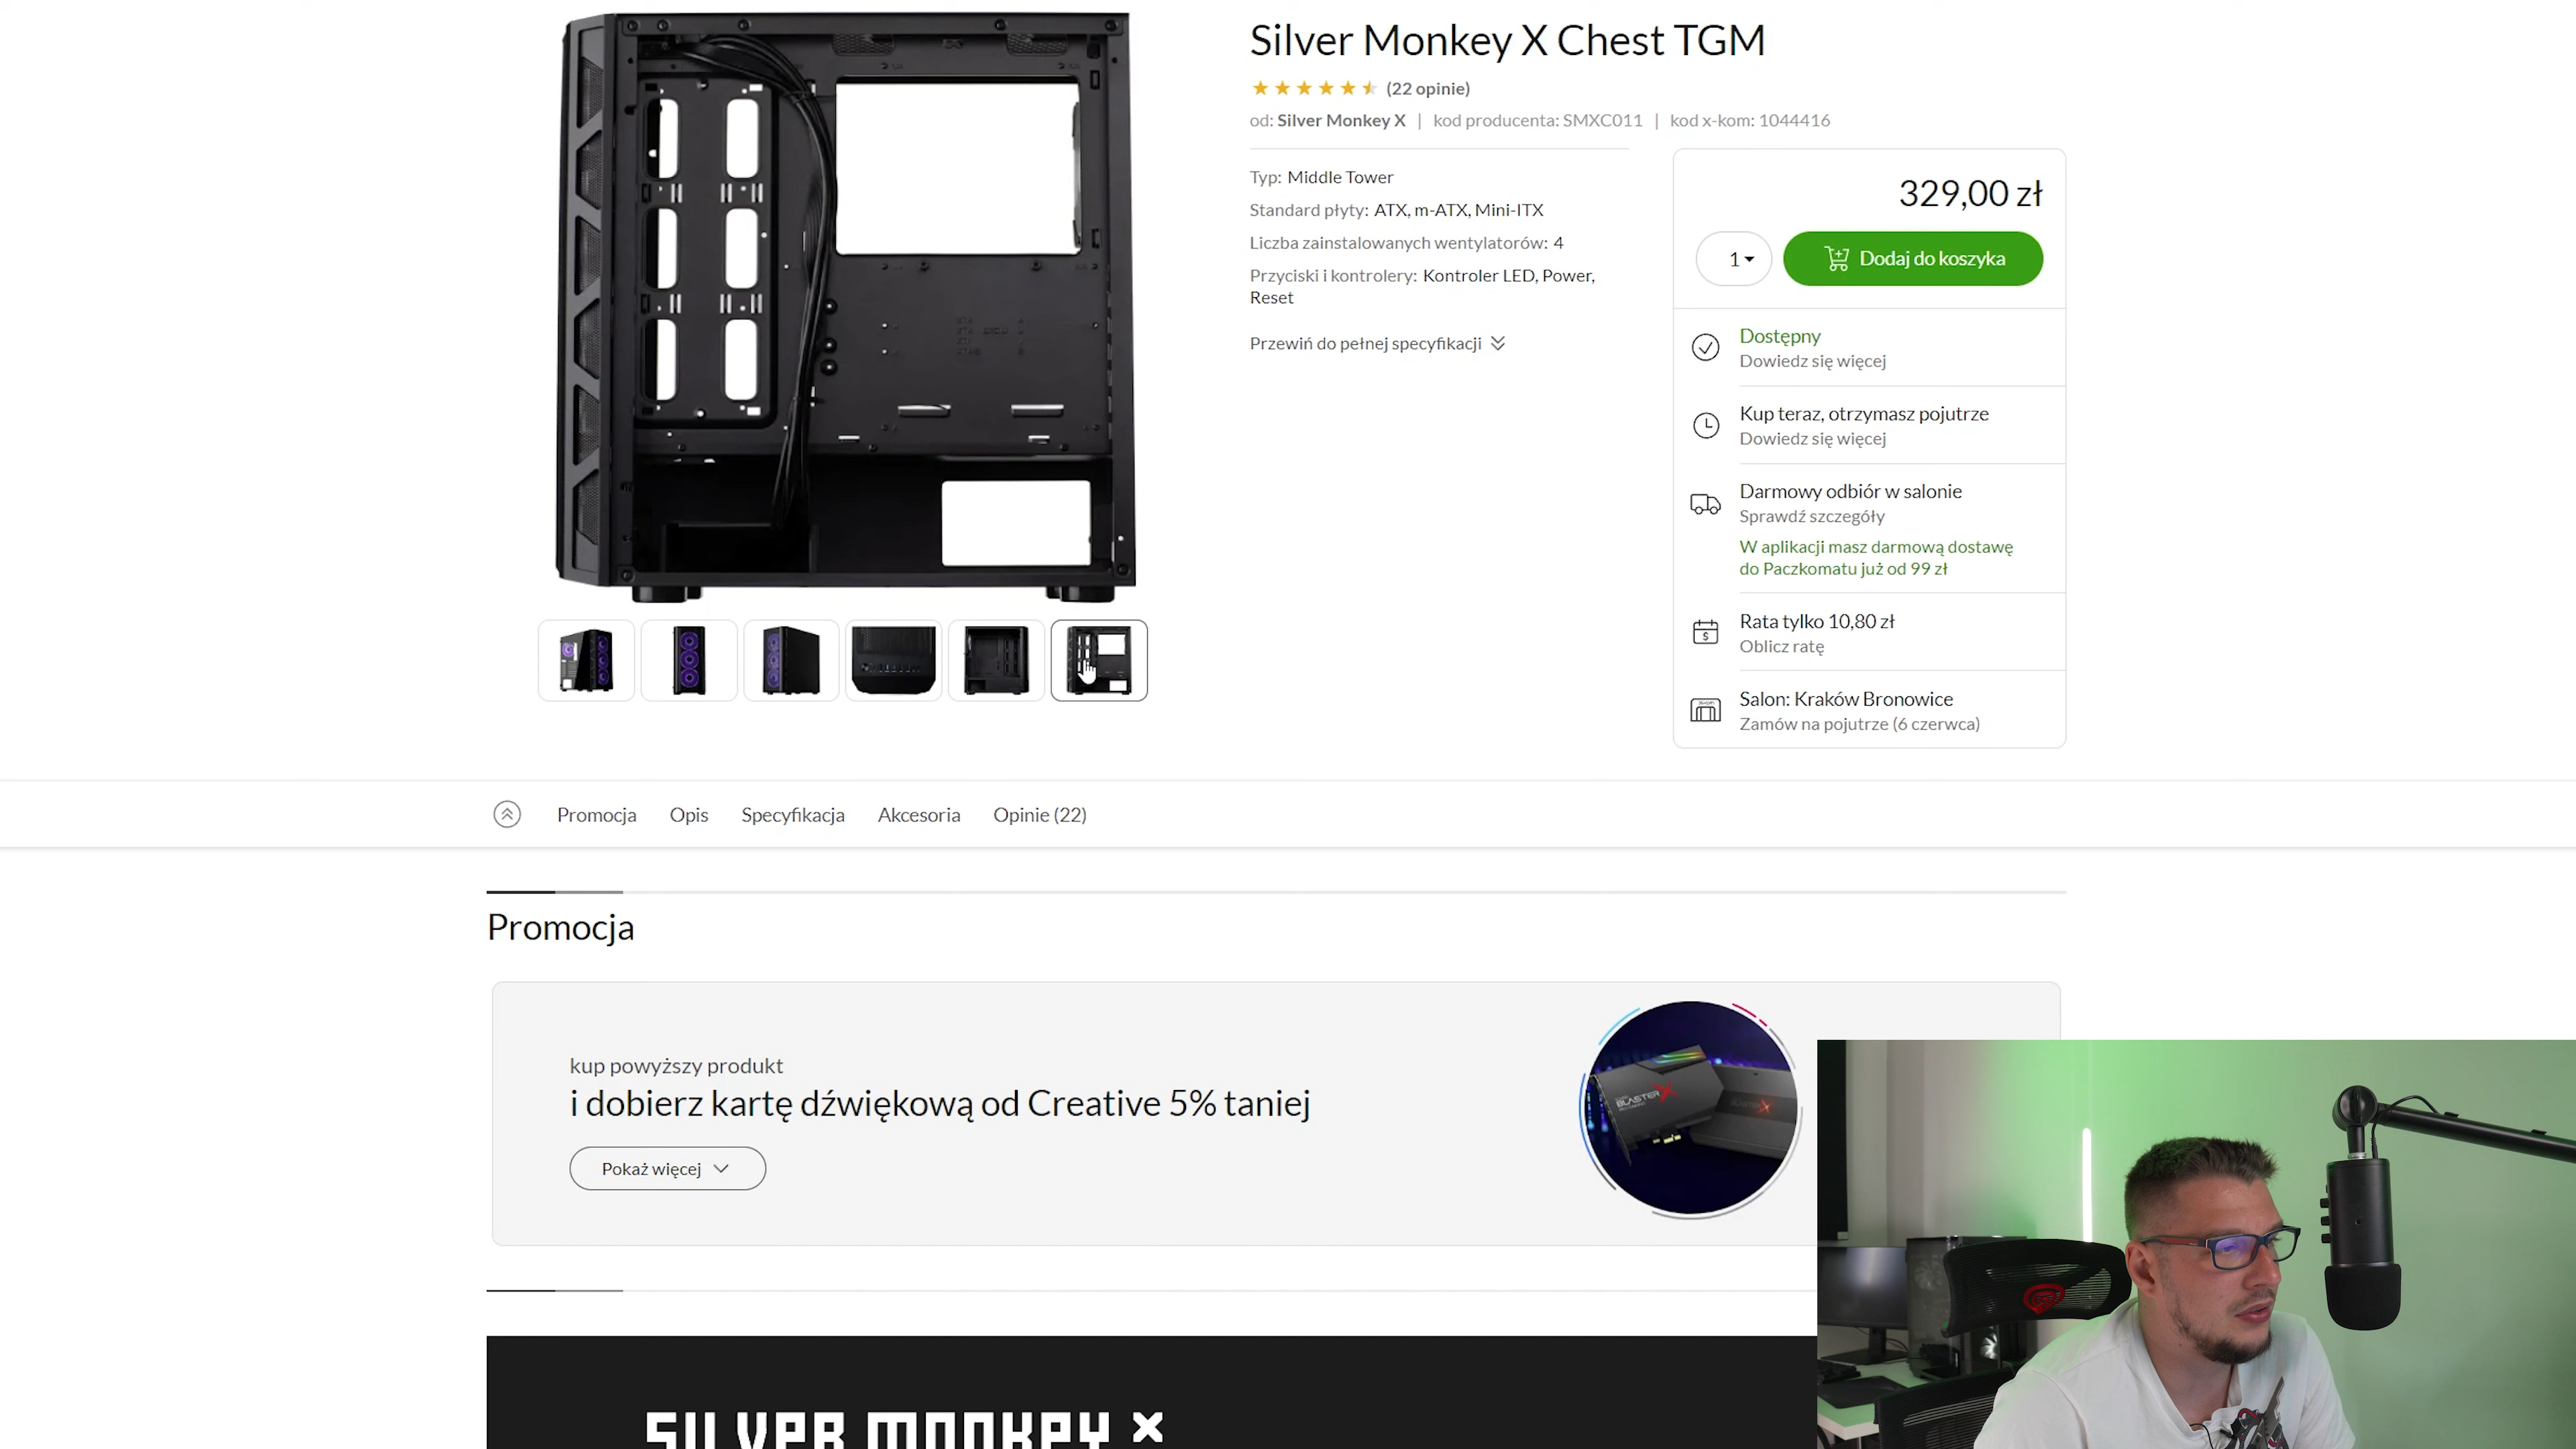 Silver Monkey X Chest TGM
(22 opinie)
od: Silver Monkey X | kod producenta: SMXC011 | kod x-kom: 1044416
Typ: Middle Tower
Standard płyty: ATX, m-ATX, Mini-ITX
Liczba zainstalowanych wentylatorów: 4
Przyciski i kontrolery: Kontroler LED, Power,
Reset
Przewiń do pełnej specyfikacji
329,00 zł
1
Dodaj do koszyka
Dostępny
Dowiedz się więcej
Kup teraz, otrzymasz pojutrze
Dowiedz się więcej
Darmowy odbiór w salonie
Sprawdź szczegóły
W aplikacji masz darmową dostawę
do Paczkomatu już od 99 zł
Rata tylko 10,80 zł
Oblicz ratę
Salon: Kraków Bronowice
Zamów na pojutrze (6 czerwca)
Promocja Opis Specyfikacja Akcesoria Opinie (22)
Promocja
kup powyższy produkt
i dobierz kartę dźwiękową od Creative 5% taniej
Pokaż więcej
BLASTERX
BLASTERX
SILVER MONKEY X